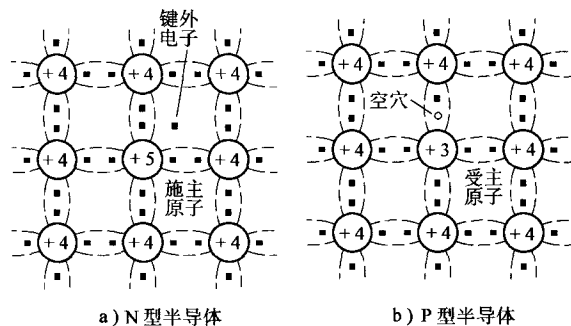 键外
电子
+4 +4 +4
+4 +5 +4
施主
原子
+4 +4 +4
a) N 型半导体
+4 +4 +4
空穴
+4 +3 +4
受主
原子
+4 +4 +4
b) P 型半导体